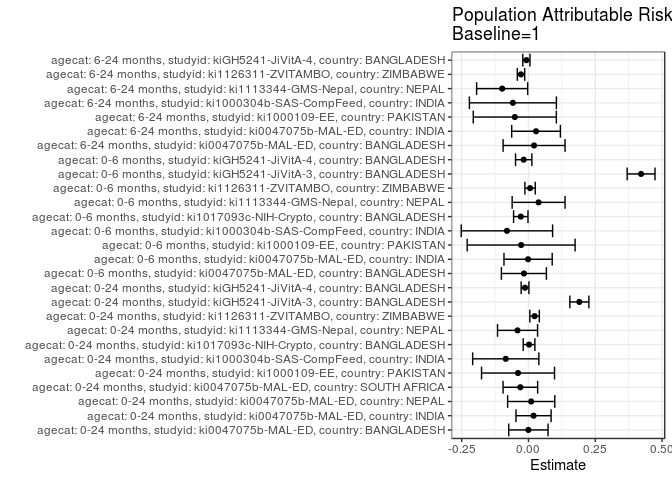 Population Attributable Risk
Baseline=1
agecat: 6-24 months, studyid: kiGH5241-JiVitA-4, country: BANGLADESH
agecat: 6-24 months, studyid: ki1126311-ZVITAMBO, country: ZIMBABWE
agecat: 6-24 months, studyid: ki1113344-GMS-Nepal, country: NEPAL
agecat: 6-24 months, studyid: ki1000304b-SAS-CompFeed, country: INDIA
agecat: 6-24 months, studyid: ki1000109-EE, country: PAKISTAN
agecat: 6-24 months, studyid: ki0047075b-MAL-ED, country: INDIA
agecat: 6-24 months, studyid: ki0047075b-MAL-ED, country: BANGLADESH
agecat: 0-6 months, studyid: kiGH5241-JiVitA-4, country: BANGLADESH
agecat: 0-6 months, studyid: kiGH5241-JiVitA-3, country: BANGLADESH
agecat: 0-6 months, studyid: ki1126311-ZVITAMBO, country: ZIMBABWE
agecat: 0-6 months, studyid: ki1113344-GMS-Nepal, country: NEPAL
agecat: 0-6 months, studyid: ki1017093c-NIH-Crypto, country: BANGLADESH
agecat: 0-6 months, studyid: ki1000304b-SAS-CompFeed, country: INDIA
agecat: 0-6 months, studyid: ki1000109-EE, country: PAKISTAN
agecat: 0-6 months, studyid: ki0047075b-MAL-ED, country: INDIA
agecat: 0-6 months, studyid: ki0047075b-MAL-ED, country: BANGLADESH
agecat: 0-24 months, studyid: kiGH5241-JiVitA-4, country: BANGLADESH
agecat: 0-24 months, studyid: kiGH5241-JiVitA-3, country: BANGLADESH
agecat: 0-24 months, studyid: ki1126311-ZVITAMBO, country: ZIMBABWE
agecat: 0-24 months, studyid: ki1113344-GMS-Nepal, country: NEPAL
agecat: 0-24 months, studyid: ki1017093c-NIH-Crypto, country: BANGLADESH
agecat: 0-24 months, studyid: ki1000304b-SAS-CompFeed, country: INDIA
agecat: 0-24 months, studyid: ki1000109-EE, country: PAKISTAN
agecat: 0-24 months, studyid: ki0047075b-MAL-ED, country: SOUTH AFRICA
agecat: 0-24 months, studyid: ki0047075b-MAL-ED, country: NEPAL
agecat: 0-24 months, studyid: ki0047075b-MAL-ED, country: INDIA
agecat: 0-24 months, studyid: ki0047075b-MAL-ED, country: BANGLADESH
-0.25 0.00 0.25 0.50
Estimate